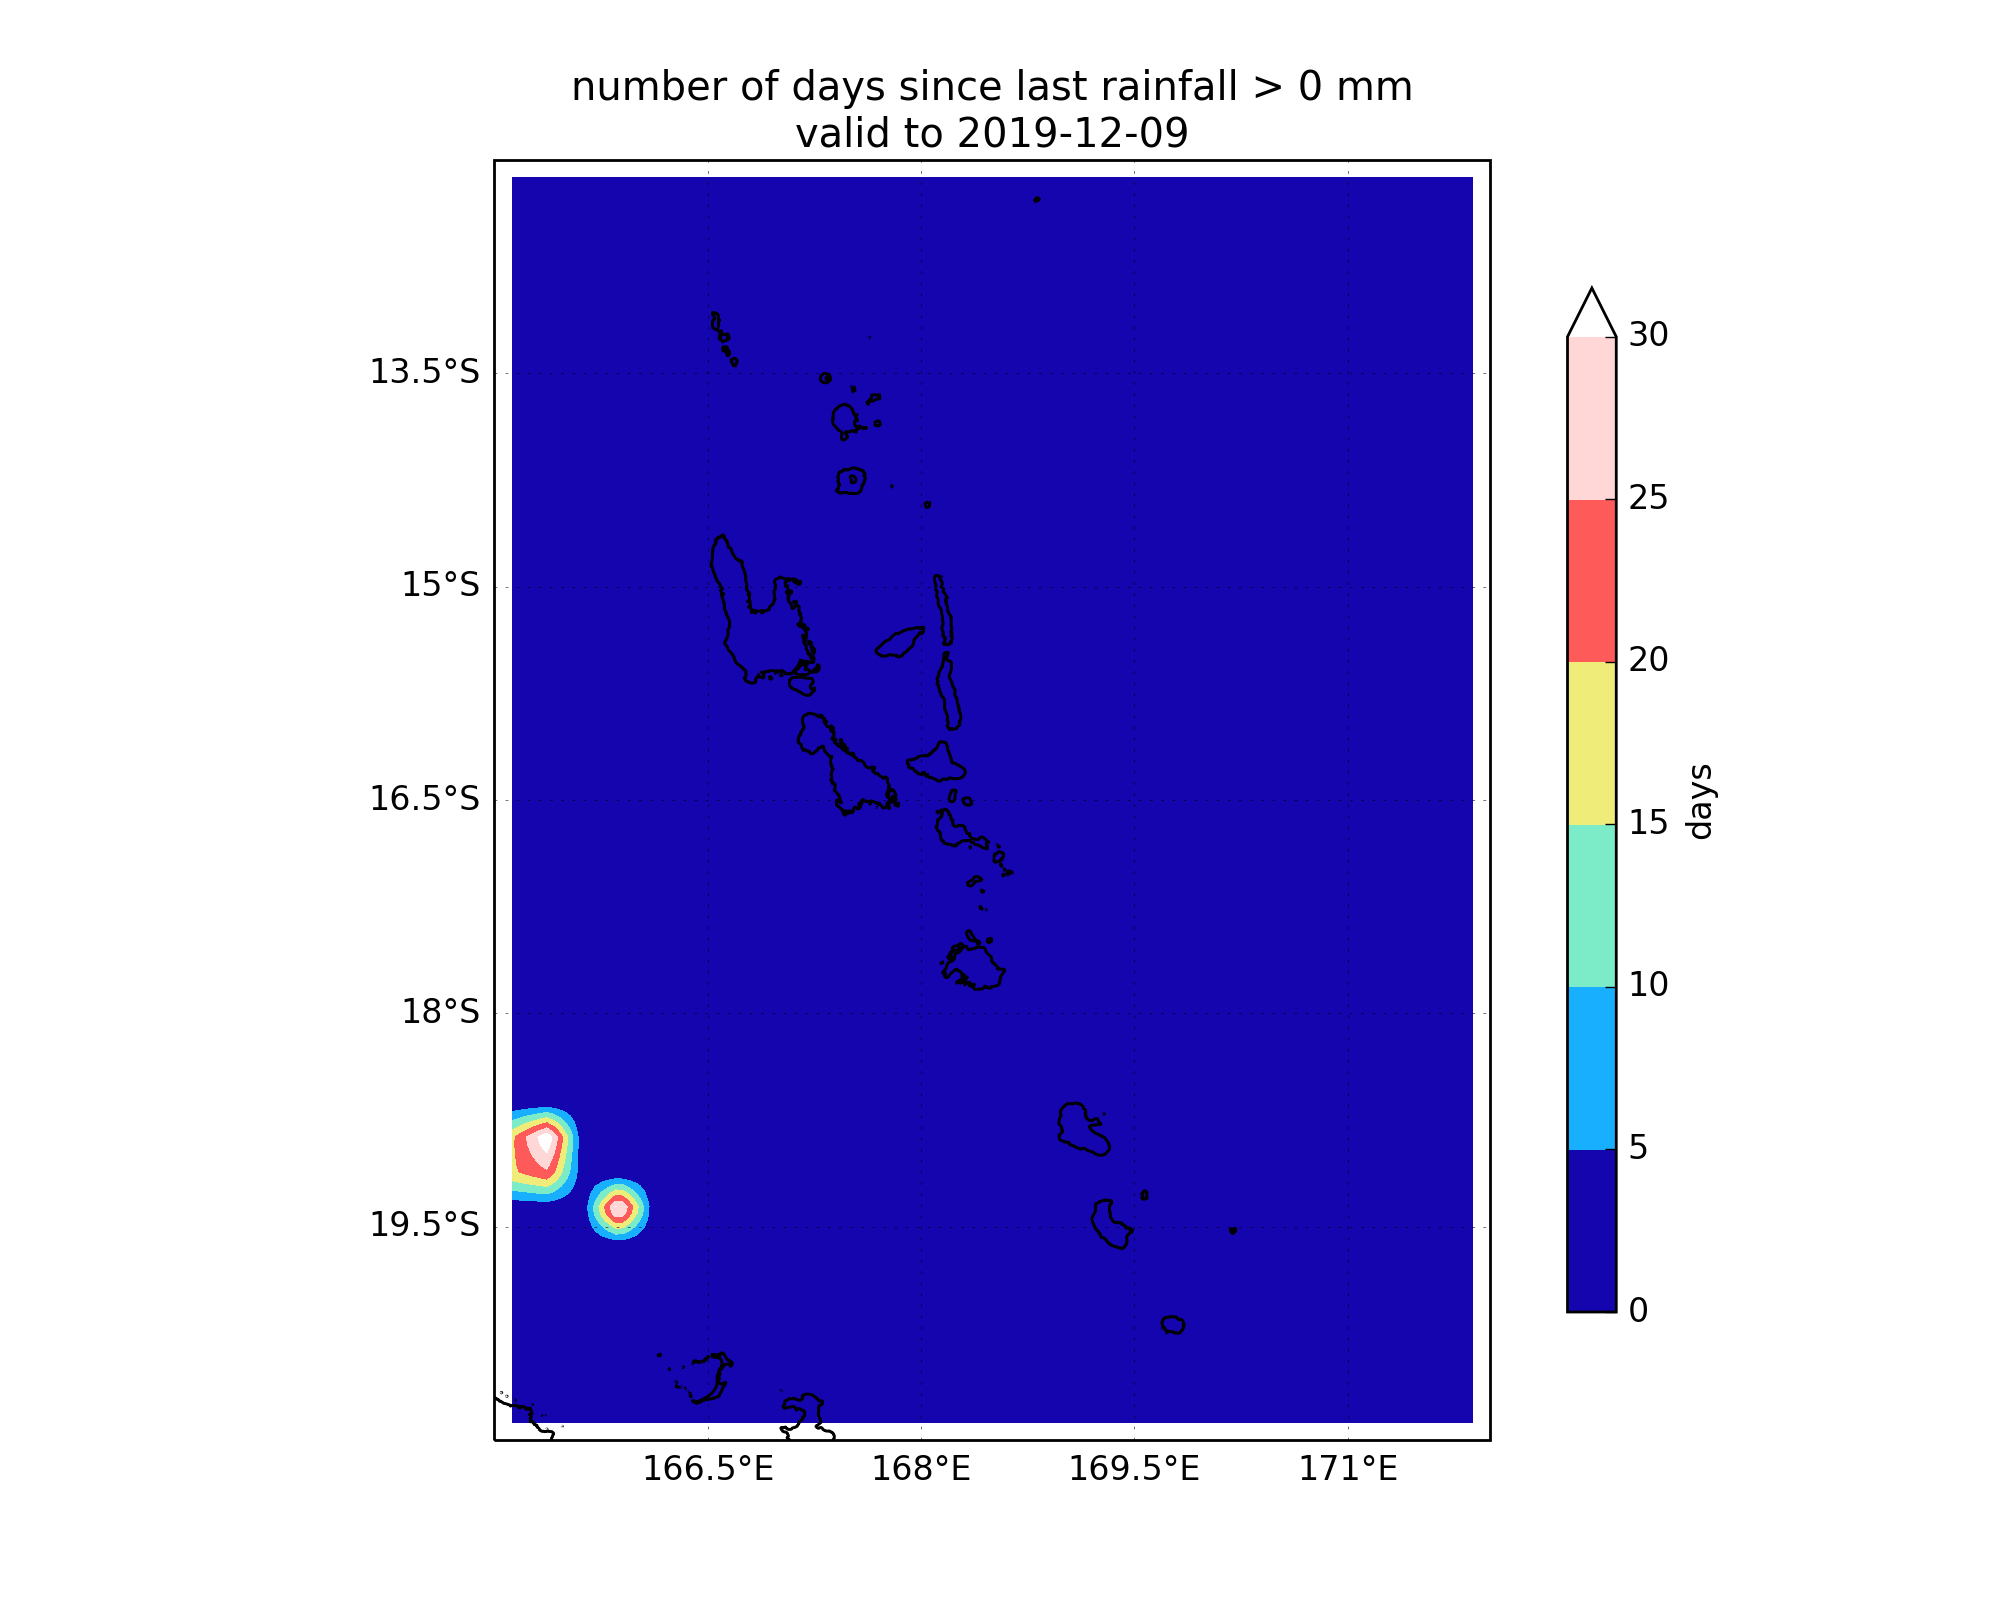 number of days since last rainfall > 0 mm
valid to 2019-12-09
13.5°S
15°S
16.5°S
18°S
19.5°S
166.5°E
168°E
169.5°E
171°E
30
25
20
15
10
5
0
days